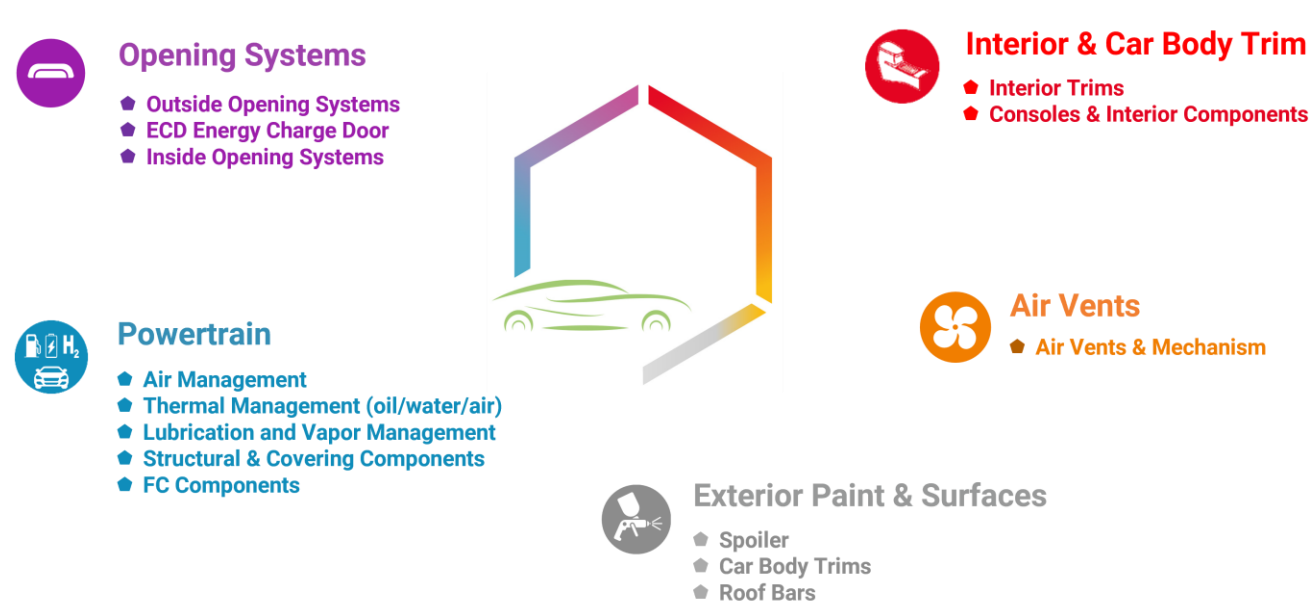 Opening Systems
Outside Opening Systems
ECD Energy Charge Door
Inside Opening Systems
Interior & Car Body Trim
Interior Trims
Consoles & Interior Components
Powertrain
H2
Air Management
Thermal Management (oil/water/air)
Lubrication and Vapor Management
Structural & Covering Components
FC Components
Air Vents
Air Vents & Mechanism
Exterior Paint & Surfaces
Spoiler
Car Body Trims
Roof Bars